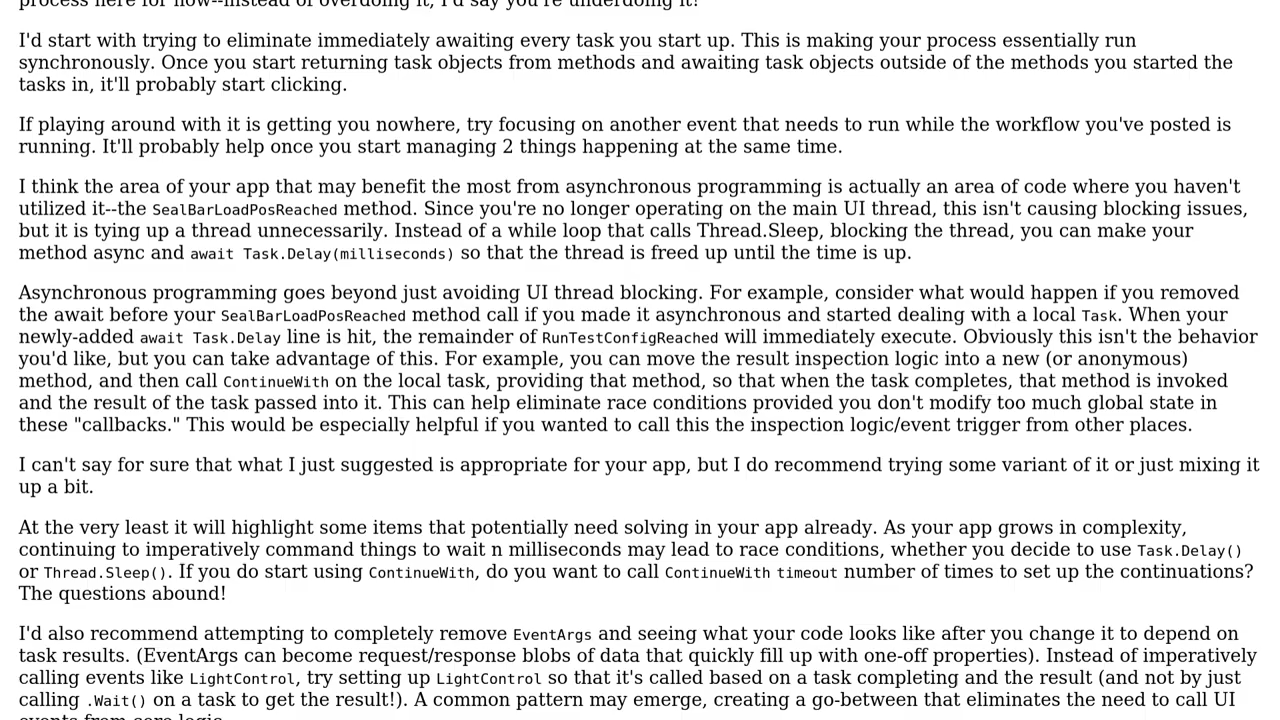 process here for now--instead of overdoing it, I'd say you're underdoing it!
I'd start with trying to eliminate immediately awaiting every task you start up. This is making your process essentially run
synchronously. Once you start returning task objects from methods and awaiting task objects outside of the methods you started the
tasks in, it'll probably start clicking.
If playing around with it is getting you nowhere, try focusing on another event that needs to run while the workflow you've posted is
running. It'll probably help once you start managing 2 things happening at the same time.
I think the area of your app that may benefit the most from asynchronous programming is actually an area of code where you haven't
utilized it--the SealBarLoadPosReached method. Since you're no longer operating on the main UI thread, this isn't causing blocking issues,
but it is tying up a thread unnecessarily. Instead of a while loop that calls Thread.Sleep, blocking the thread, you can make your
method async and await Task.Delay(milliseconds) so that the thread is freed up until the time is up.
Asynchronous programming goes beyond just avoiding UI thread blocking. For example, consider what would happen if you removed
the await before your SealBarLoadPosReached method call if you made it asynchronous and started dealing with a local Task. When your
newly-added await Task.Delay line is hit, the remainder of RunTestConfigReached will immediately execute. Obviously this isn't the behavior
you'd like, but you can take advantage of this. For example, you can move the result inspection logic into a new (or anonymous)
method, and then call ContinueWith on the local task, providing that method, so that when the task completes, that method is invoked
and the result of the task passed into it. This can help eliminate race conditions provided you don't modify too much global state in
these "callbacks." This would be especially helpful if you wanted to call this the inspection logic/event trigger from other places.
I can't say for sure that what I just suggested is appropriate for your app, but I do recommend trying some variant of it or just mixing it
up a bit.
At the very least it will highlight some items that potentially need solving in your app already. As your app grows in complexity,
continuing to imperatively command things to wait n milliseconds may lead to race conditions, whether you decide to use Task.Delay()
or Thread.Sleep(). If you do start using ContinueWith, do you want to call ContinueWith timeout number of times to set up the continuations?
The questions abound!
I'd also recommend attempting to completely remove EventArgs and seeing what your code looks like after you change it to depend on
task results. (EventArgs can become request/response blobs of data that quickly fill up with one-off properties). Instead of imperatively
calling events like LightControl, try setting up LightControl so that it's called based on a task completing and the result (and not by just
calling .Wait() on a task to get the result!). A common pattern may emerge, creating a go-between that eliminates the need to call UI
events from core logic.